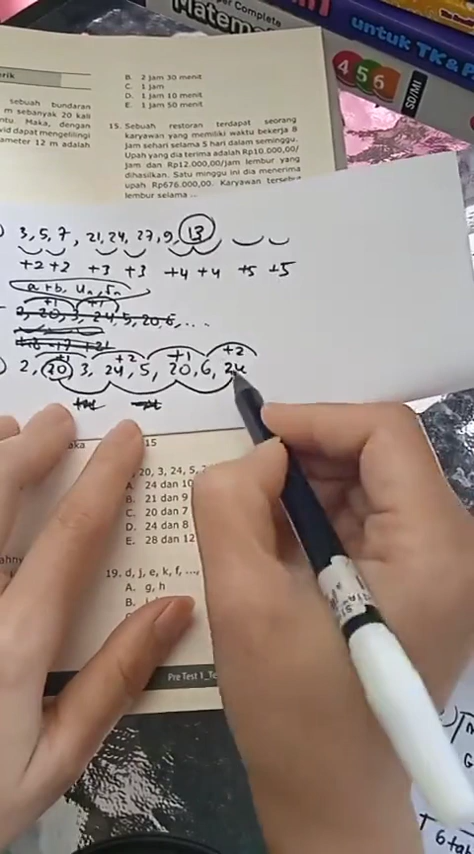 Complete
Matem
untuk TK & P
4 5 6
SD/MI
B. 2 jam 30 menit
C. 1 jam
D. 1 jam 10 menit
E. 1 jam 50 menit
sebuah bundaran
m sebanyak 20 kali
Maka, dengan
dapat mengelilingi
ameter 12 m adalah
15. Sebuah restoran terdapat seorang
karyawan yang memiliki waktu bekerja 8
jam sehari selama 5 hari dalam seminggu.
Upah yang dia terima adalah Rp10.000,00/
jam dan Rp12.000,00/jam lembur yang
dihasilkan. Satu minggu ini dia menerima
upah Rp676.000,00. Karyawan tersebut
lembur selama ...
3, 5, 7, 21, 24, 27, 9, 13
+2 +2 +3 +3 +4 +4 +5 +5
+1 +1
2, 20, 3, 24, 5, 20, 6, ...
+1 +2 +1 +2
2, 20 3, 24, 5, 20, 6, 24
15
, 20, 3, 24, 5,
A. 24 dan 10
B. 21 dan 9
C. 20 dan 7
D. 24 dan 8
E. 28 dan 12
19. d, j, e, k, f, ...,
A. g, h
B.
Pre Test 1_Te